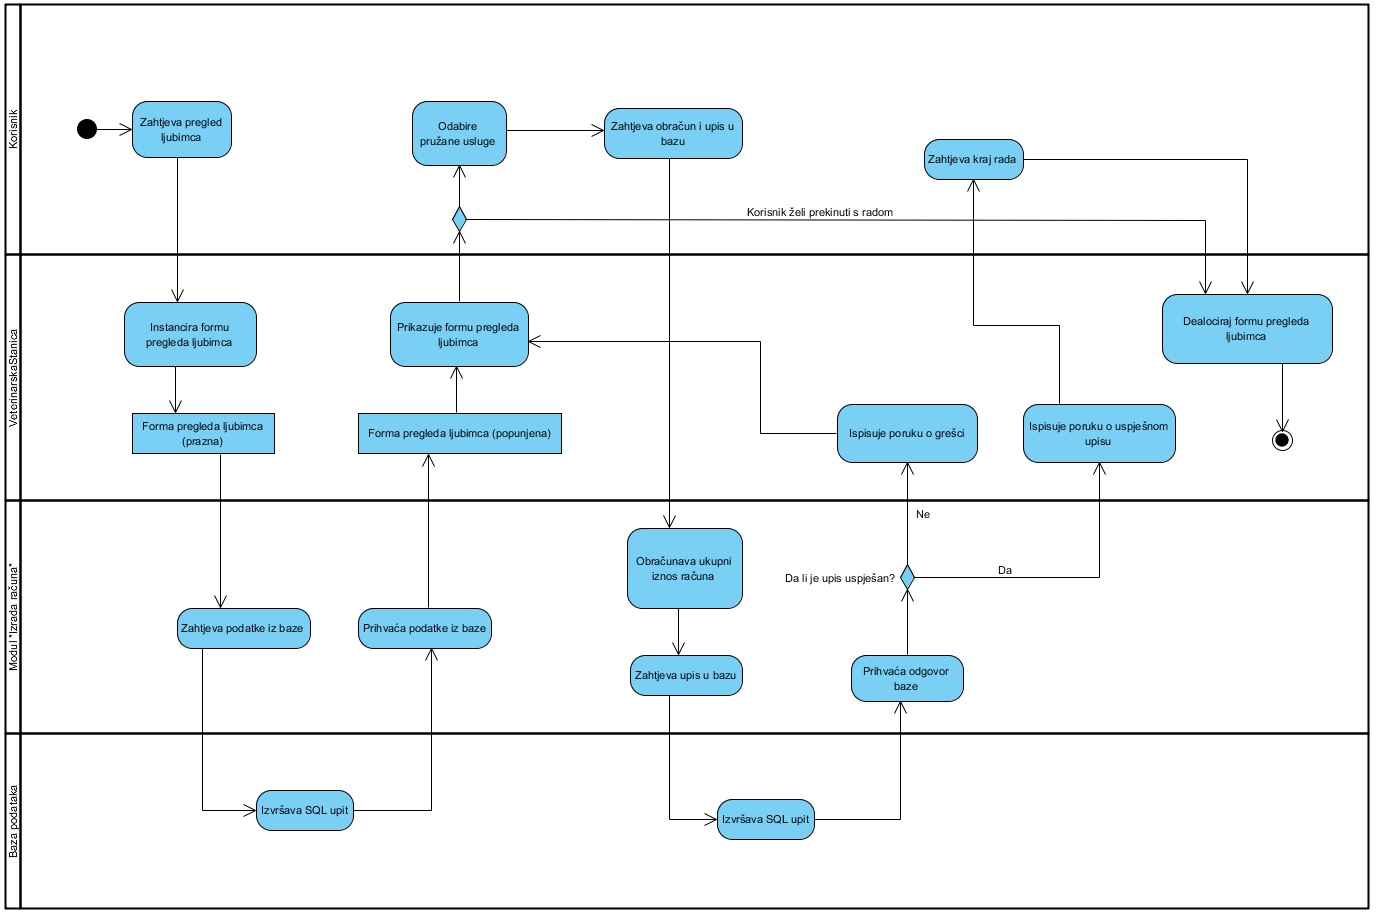 Korisnik
Zahtjeva pregled
ljubimca
Odabire
pružane usluge
Zahtjeva obračun i upis u
bazu
Zahtjeva kraj rada
Korisnik želi prekinuti s radom
VeterinarskaStanica
Instancira formu
pregleda ljubimca
Prikazuje formu pregleda
ljubimca
Dealociraj formu pregleda
ljubimca
Forma pregleda ljubimca
(prazna)
Forma pregleda ljubimca (popunjena)
Ispisuje poruku o grešci
Ispisuje poruku o uspješnom
upisu
Modul "Izrada računa"
Ne
Obračunava ukupni
iznos računa
Da li je upis uspješan?
Da
Zahtjeva podatke iz baze
Prihvaća podatke iz baze
Zahtjeva upis u bazu
Prihvaća odgovor
baze
Baza podataka
Izvršava SQL upit
Izvršava SQL upit